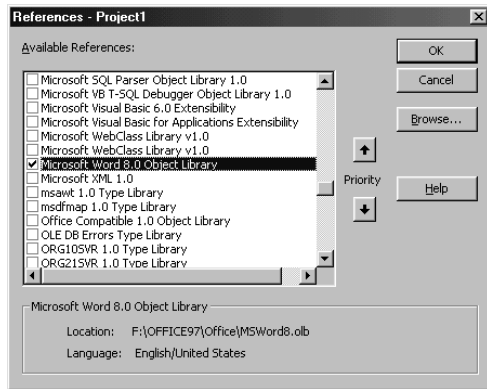 References - Project1
Available References:
Microsoft SQL Parser Object Library 1.0
Microsoft VB T-SQL Debugger Object Library 1.0
Microsoft Visual Basic 6.0 Extensibility
Microsoft Visual Basic for Applications Extensibility
Microsoft WebClass Library v1.0
Microsoft WebClass Library v1.0
Microsoft Word 8.0 Object Library
Microsoft XML 1.0
msawt 1.0 Type Library
msdfmap 1.0 Type Library
Office Compatible 1.0 Object Library
OLE DB Errors Type Library
ORG10SVR 1.0 Type Library
ORG21SVR 1.0 Type Library
Priority
OK
Cancel
Browse...
Help
Microsoft Word 8.0 Object Library
Location: F:\OFFICE97\Office\MSWord8.olb
Language: English/United States